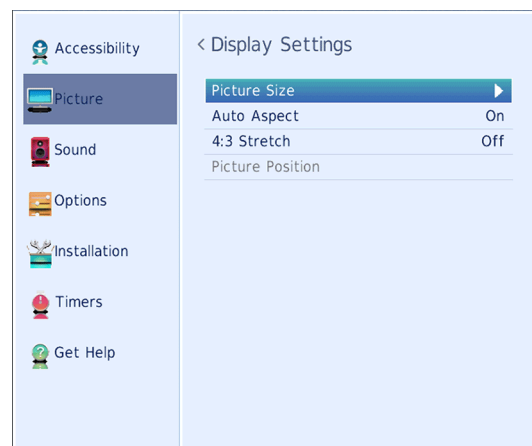 Accessibility
Picture
Sound
Options
Installation
Timers
Get Help
< Display Settings
Picture Size
Auto Aspect On
4:3 Stretch Off
Picture Position